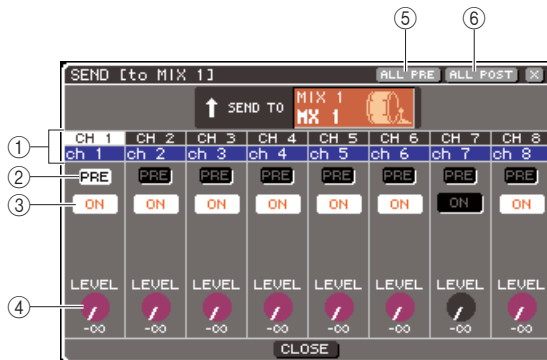 ⑤ ⑥
SEND [to MIX 1] ALL PRE ALL POST X
SEND TO MIX 1
MX 1
① CH 1 CH 2 CH 3 CH 4 CH 5 CH 6 CH 7 CH 8
ch 1 ch 2 ch 3 ch 4 ch 5 ch 6 ch 7 ch 8
② PRE PRE PRE PRE PRE PRE PRE PRE
③ ON ON ON ON ON ON ON ON
LEVEL LEVEL LEVEL LEVEL LEVEL LEVEL LEVEL LEVEL
④
-∞ -∞ -∞ -∞ -∞ -∞ -∞ -∞
CLOSE